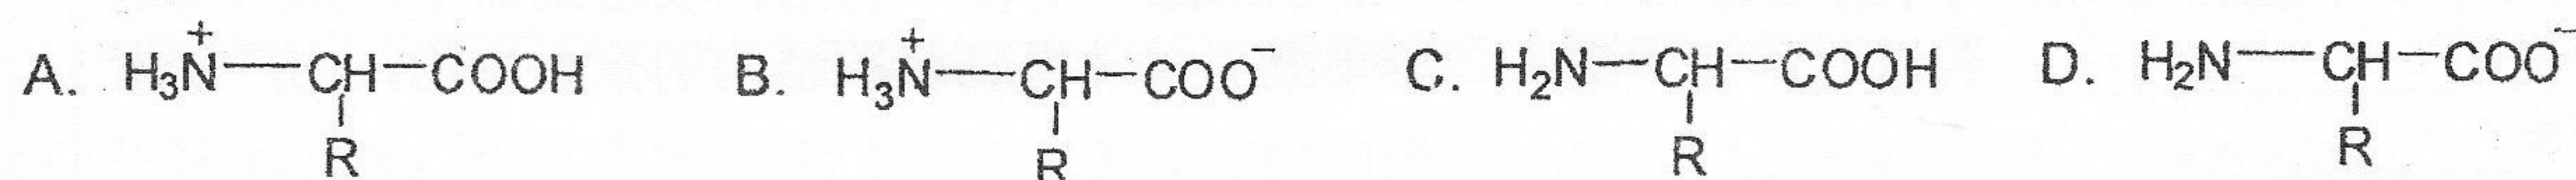 A. H₃N⁺—CH—COOH B. H₃N⁺—CH—COO⁻ C. H₂N—CH—COOH D. H₂N—CH—COO⁻
R R R R